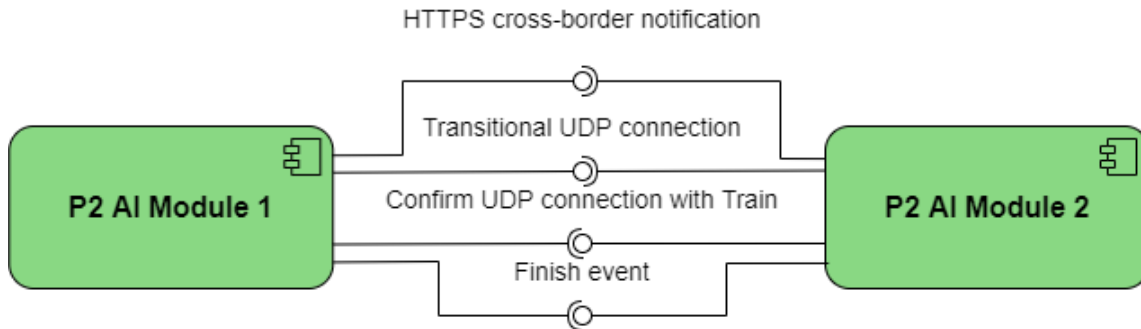 HTTPS cross-border notification
Transitional UDP connection
P2 AI Module 1
Confirm UDP connection with Train
P2 AI Module 2
Finish event